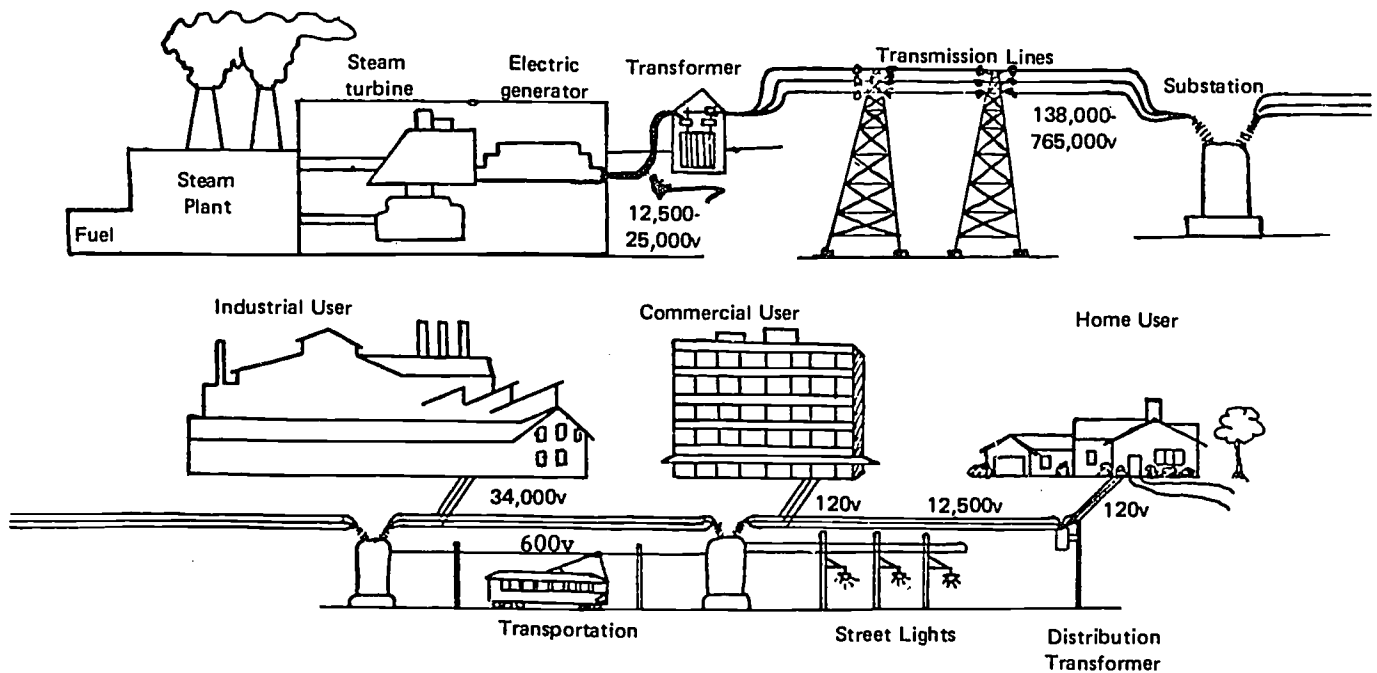 Steam
turbine
Electric
generator
Transformer
Transmission Lines
Substation
138,000-
765,000v
Steam
Plant
Fuel
12,500-
25,000v
Industrial User
Commercial User
Home User
34,000v
120v
12,500v
120v
600v
Transportation
Street Lights
Distribution
Transformer